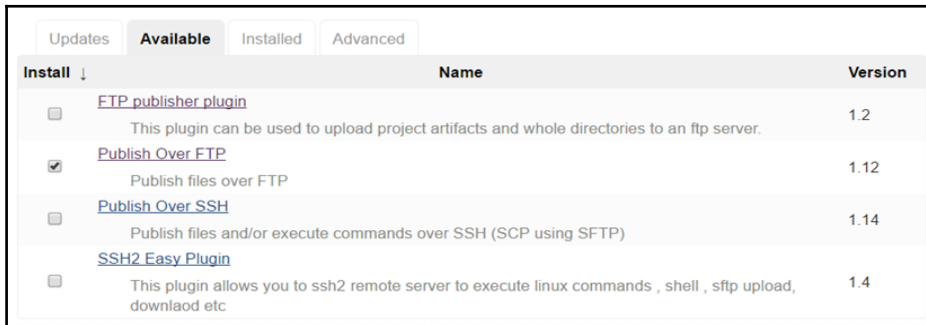 Updates Available Installed Advanced
Install ↓ Name Version
FTP publisher plugin
This plugin can be used to upload project artifacts and whole directories to an ftp server.
1.2
Publish Over FTP
Publish files over FTP
1.12
Publish Over SSH
Publish files and/or execute commands over SSH (SCP using SFTP)
1.14
SSH2 Easy Plugin
This plugin allows you to ssh2 remote server to execute linux commands , shell , sftp upload,
downlaod etc
1.4